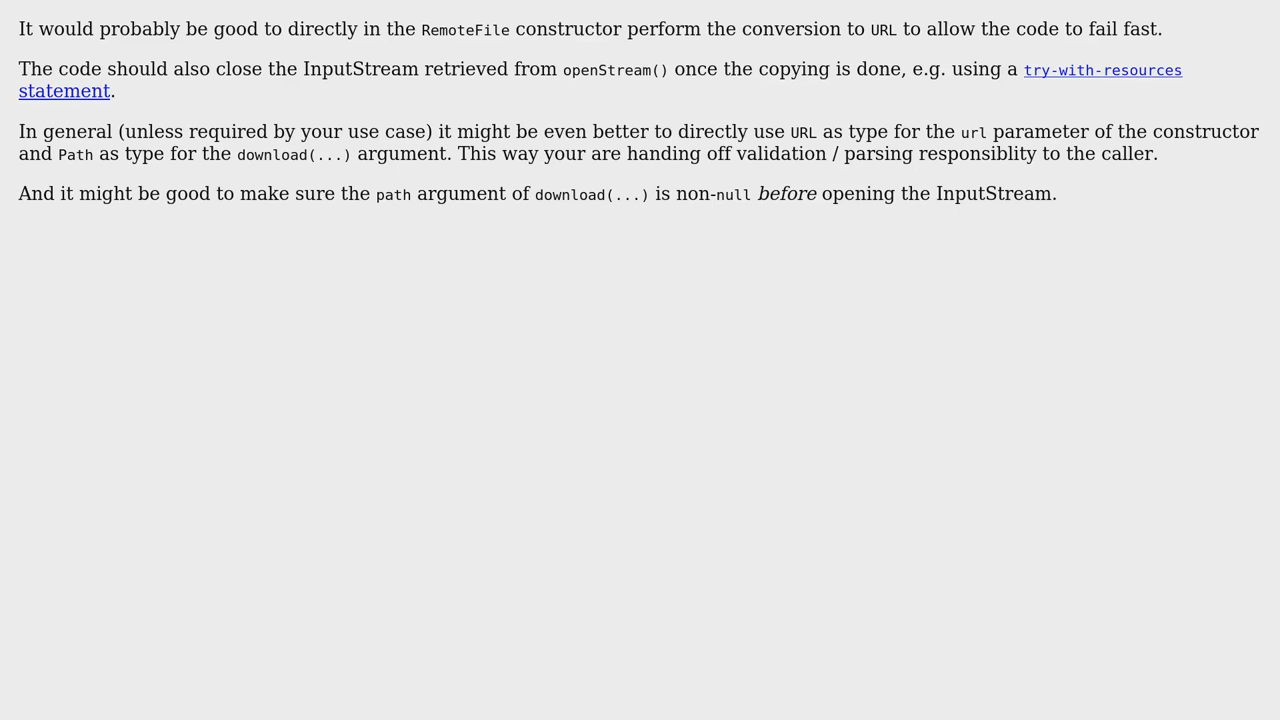 It would probably be good to directly in the RemoteFile constructor perform the conversion to URL to allow the code to fail fast.
The code should also close the InputStream retrieved from openStream() once the copying is done, e.g. using a try-with-resources
statement.
In general (unless required by your use case) it might be even better to directly use URL as type for the url parameter of the constructor
and Path as type for the download(...) argument. This way your are handing off validation / parsing responsiblity to the caller.
And it might be good to make sure the path argument of download(...) is non-null before opening the InputStream.